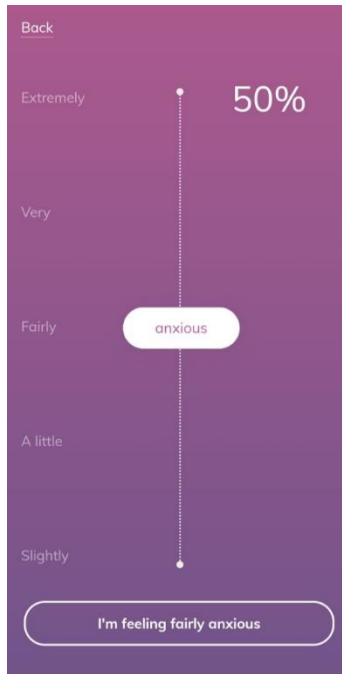 Back
Extremely
50%
Very
Fairly
anxious
A little
Slightly
I'm feeling fairly anxious